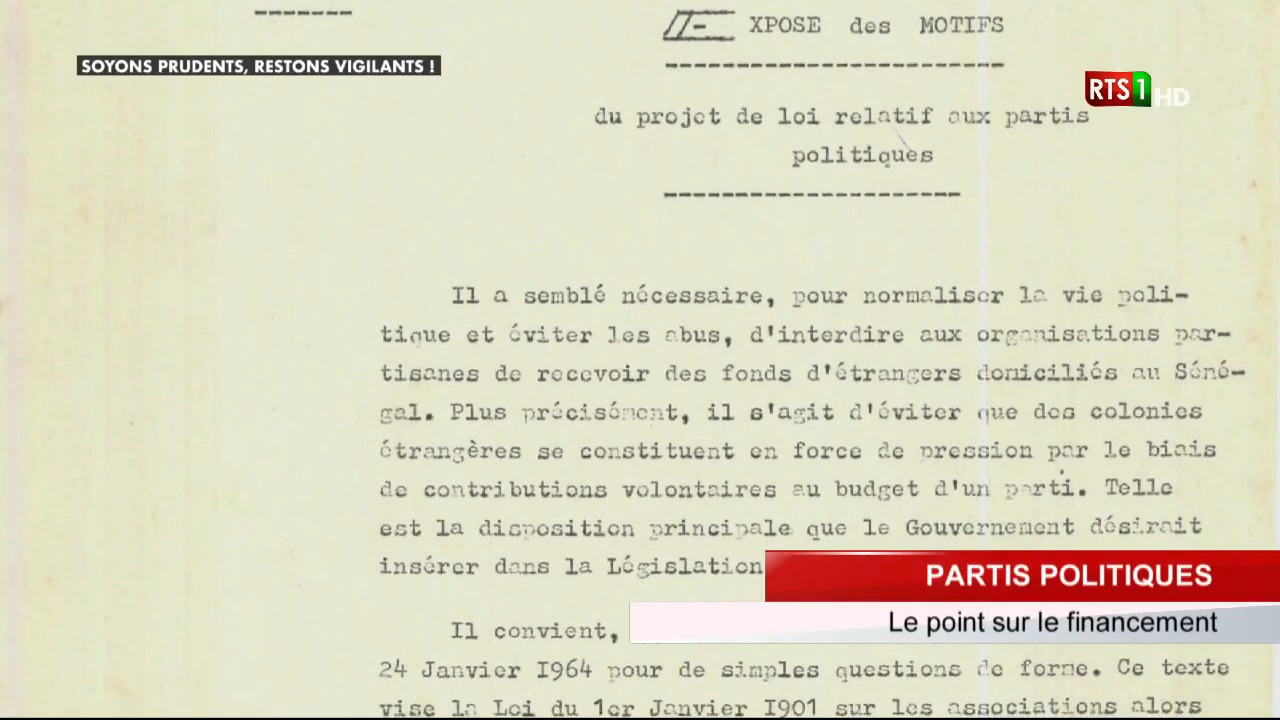 EXPOSE des MOTIFS
SOYONS PRUDENTS, RESTONS VIGILANTS !
RTS1 HD
du projet de loi relatif aux partis
politiques
Il a semblé nécessaire, pour normaliser la vie poli-
tique et éviter les abus, d'interdire aux organisations par-
tisanes de recevoir des fonds d'étrangers domiciliés au Séné-
gal. Plus précisément, il s'agit d'éviter que des colonies
étrangères se constituent en force de pression par le biais
de contributions volontaires au budget d'un parti. Telle
est la disposition principale que le Gouvernement désirait
insérer dans la Législation
PARTIS POLITIQUES
Le point sur le financement
Il convient,
24 Janvier I964 pour de simples questions de forme. Ce texte
vise la Loi du 1er Janvier I901 sur les associations alors